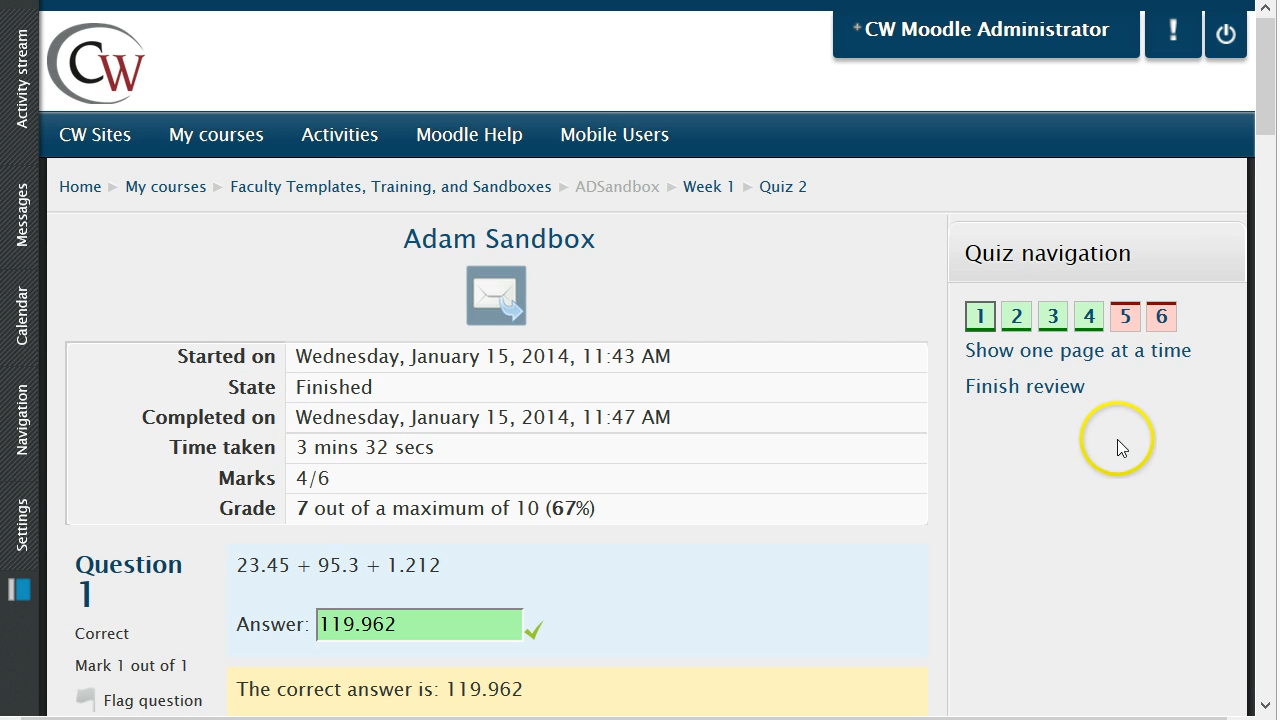 Activity stream
Messages
Calendar
Navigation
Settings
CW
CW Moodle Administrator
!
CW Sites My courses Activities Moodle Help Mobile Users
Home My courses Faculty Templates, Training, and Sandboxes ADSandbox Week 1 Quiz 2
Adam Sandbox
Started on Wednesday, January 15, 2014, 11:43 AM
State Finished
Completed on Wednesday, January 15, 2014, 11:47 AM
Time taken 3 mins 32 secs
Marks 4/6
Grade 7 out of a maximum of 10 (67%)
Question
1
Correct
Mark 1 out of 1
Flag question
23.45 + 95.3 + 1.212
Answer: 119.962
The correct answer is: 119.962
Quiz navigation
1 2 3 4 5 6
Show one page at a time
Finish review